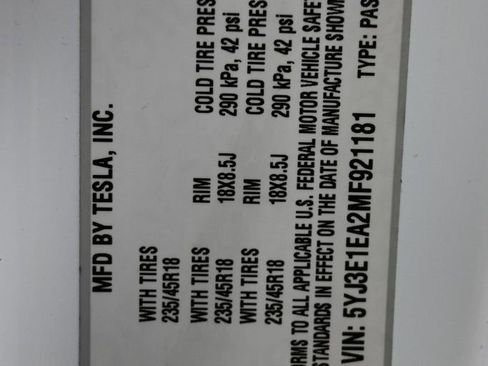 MFD BY TESLA, INC.
WITH TIRES RIM COLD TIRE PRES
235/45R18 18X8.5J 290 kPa, 42 psi
WITH TIRES RIM COLD TIRE PRES
235/45R18 18X8.5J 290 kPa, 42 psi
WITH TIRES
235/45R18
ORMS TO ALL APPLICABLE U.S. FEDERAL MOTOR VEHICLE SAFE
STANDARDS IN EFFECT ON THE DATE OF MANUFACTURE SHOWN
VIN: 5YJ3E1EA2MF921181 TYPE: PAS